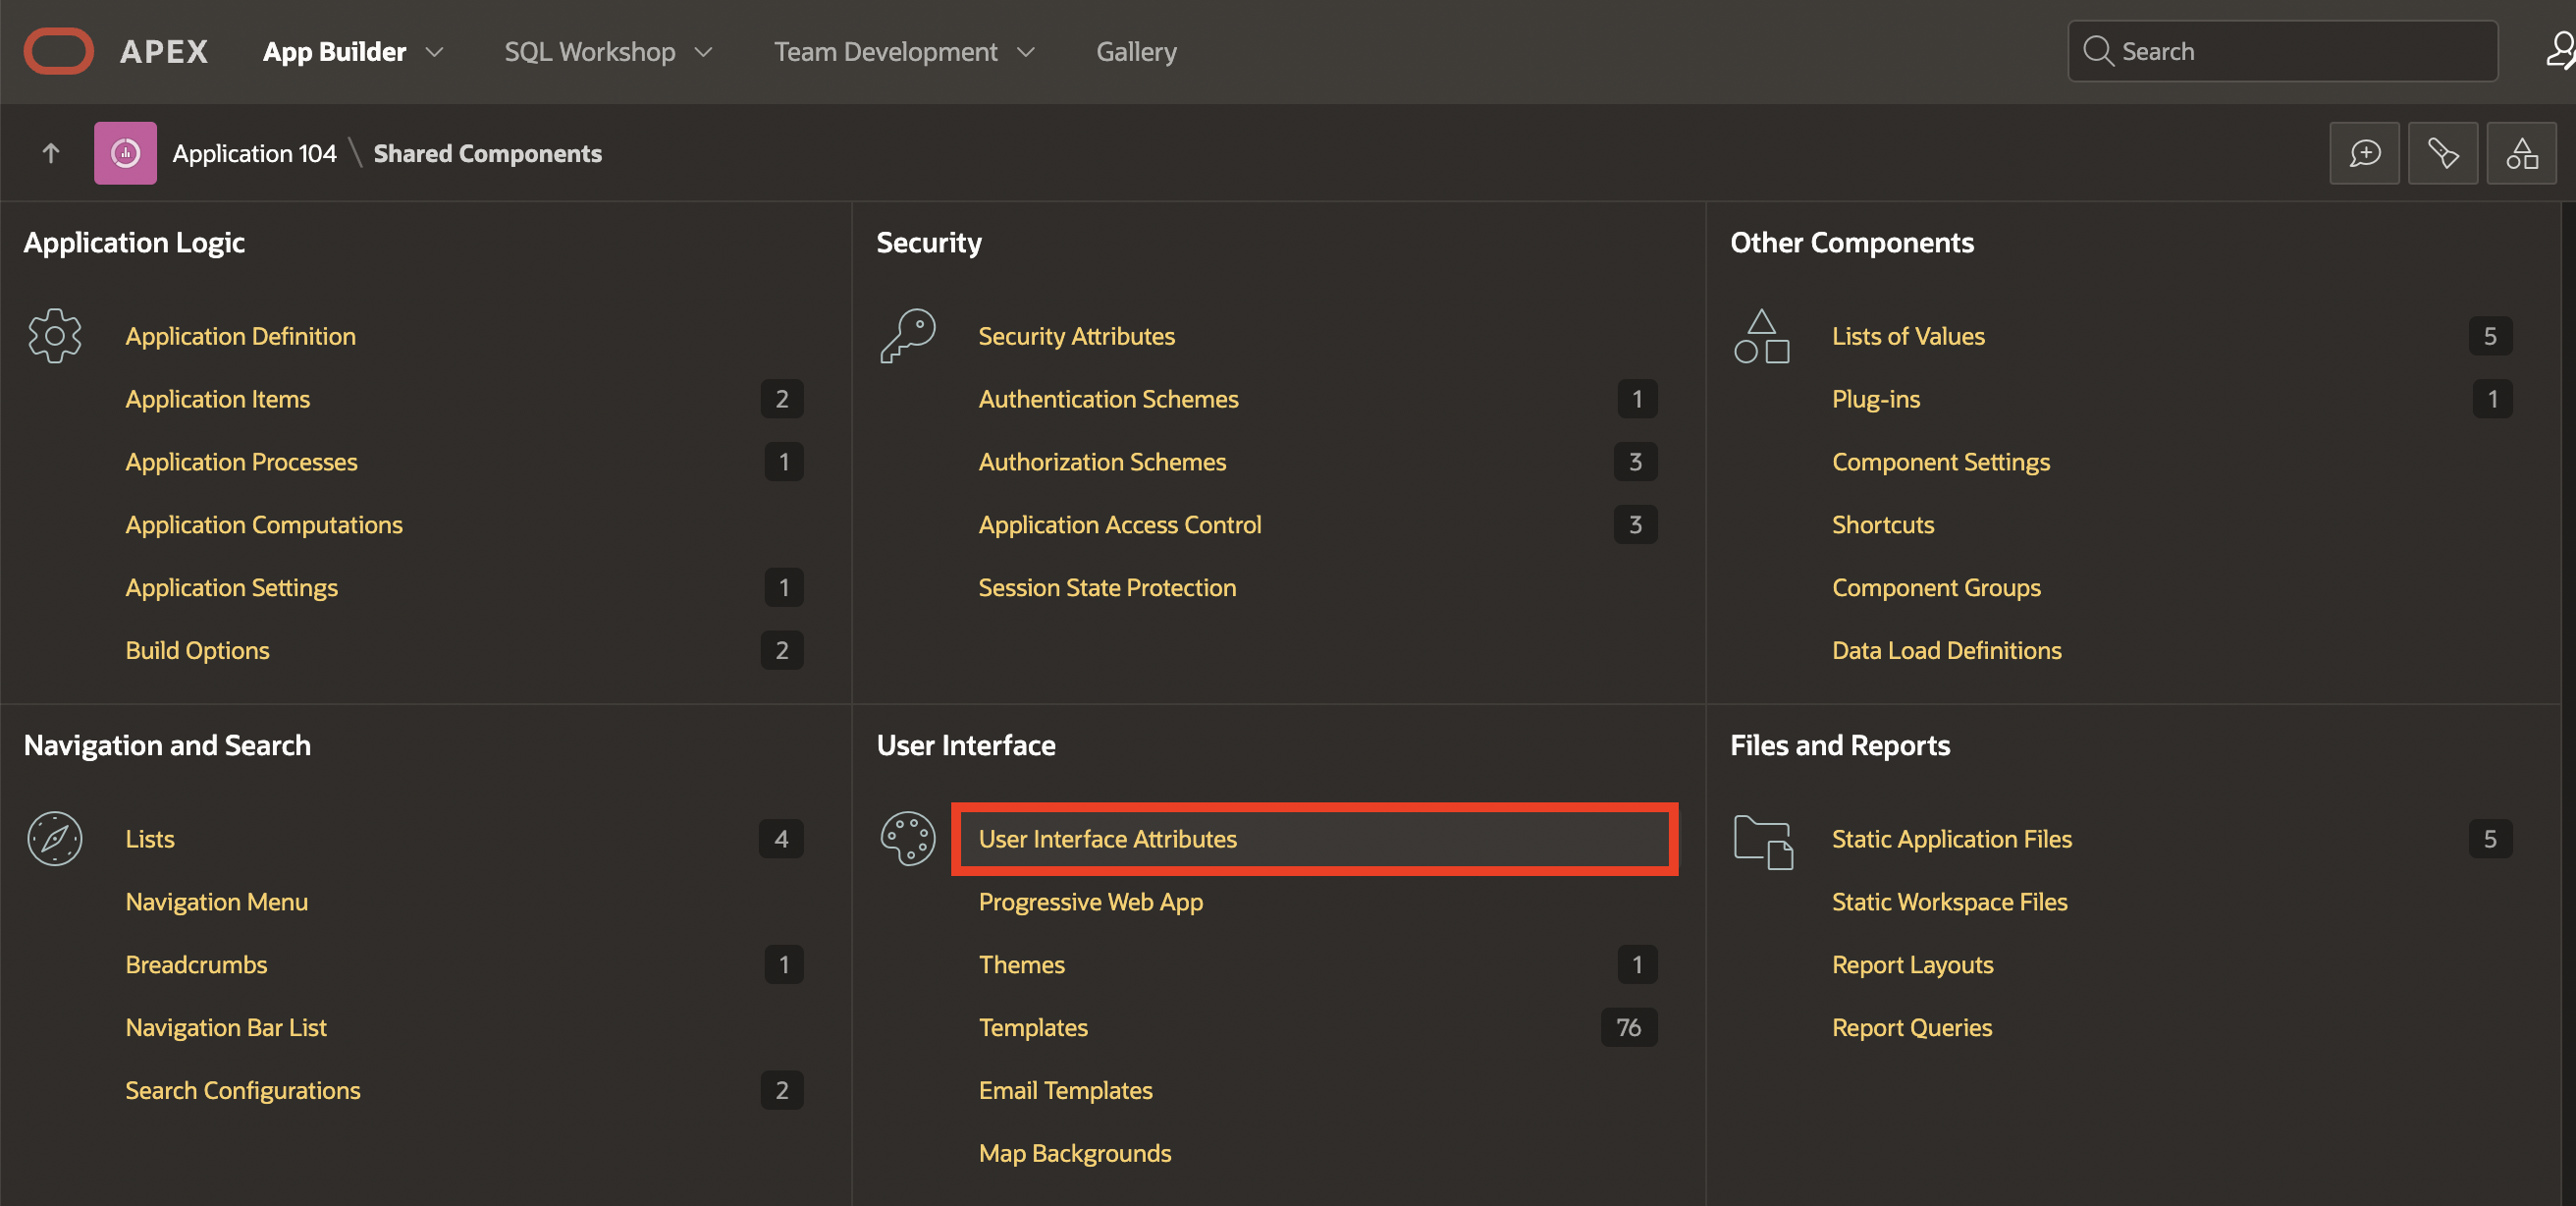 APEX
App Builder
SQL Workshop
Team Development
Gallery
Search
Application 104 \ Shared Components
Application Logic
Application Definition
Application Items 2
Application Processes 1
Application Computations
Application Settings 1
Build Options 2
Security
Security Attributes
Authentication Schemes 1
Authorization Schemes 3
Application Access Control 3
Session State Protection
Other Components
Lists of Values 5
Plug-ins 1
Component Settings
Shortcuts
Component Groups
Data Load Definitions
Navigation and Search
Lists 4
Navigation Menu
Breadcrumbs 1
Navigation Bar List
Search Configurations 2
User Interface
User Interface Attributes
Progressive Web App
Themes 1
Templates 76
Email Templates
Map Backgrounds
Files and Reports
Static Application Files 5
Static Workspace Files
Report Layouts
Report Queries